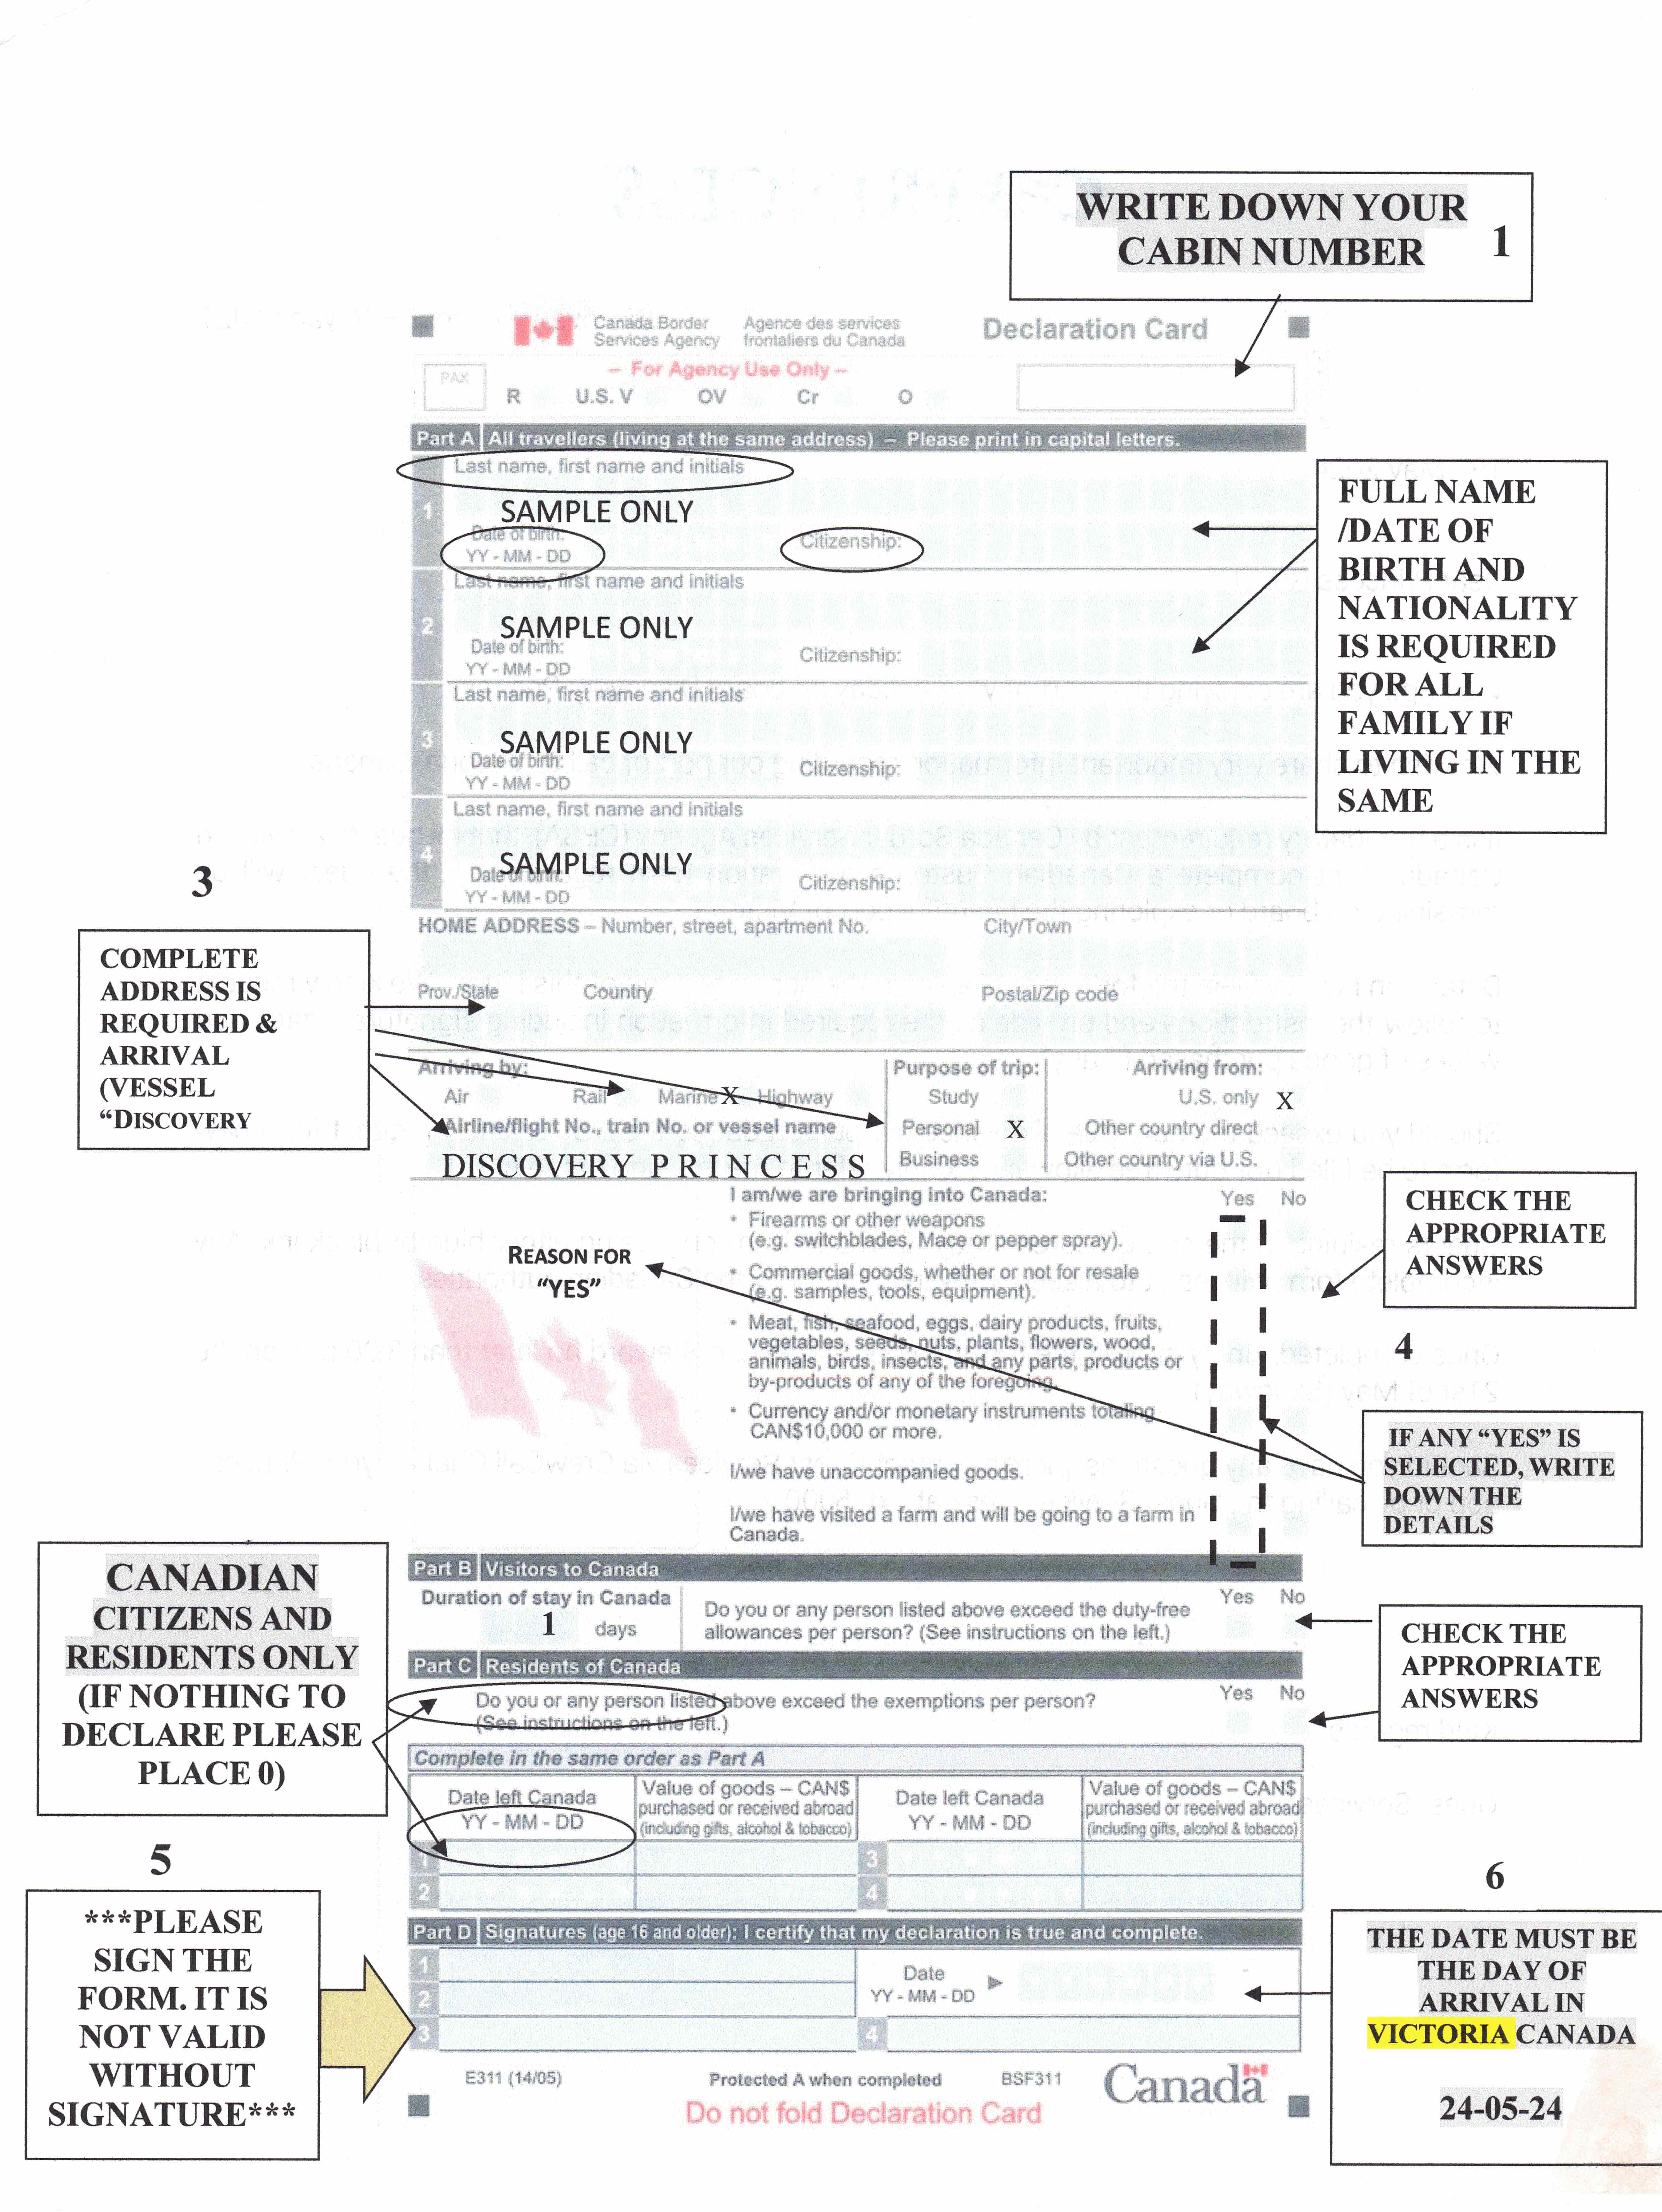 WRITE DOWN YOUR
CABIN NUMBER
1
Canada Border
Services Agency
Agence des services
frontaliers du Canada
Declaration Card
– For Agency Use Only –
PAX
R U.S. V OV Cr O
Part A All travellers (living at the same address) – Please print in capital letters.
1
Last name, first name and initials
SAMPLE ONLY
Date of birth:
YY - MM - DD
Citizenship:
2
Last name, first name and initials
SAMPLE ONLY
Date of birth:
YY - MM - DD
Citizenship:
3
Last name, first name and initials
SAMPLE ONLY
Date of birth:
YY - MM - DD
Citizenship:
4
Last name, first name and initials
SAMPLE ONLY
Date of birth:
YY - MM - DD
Citizenship:
FULL NAME
/DATE OF
BIRTH AND
NATIONALITY
IS REQUIRED
FOR ALL
FAMILY IF
LIVING IN THE
SAME
3
COMPLETE
ADDRESS IS
REQUIRED &
ARRIVAL
(VESSEL
“DISCOVERY
HOME ADDRESS – Number, street, apartment No. City/Town
Prov./State Country Postal/Zip code
Arriving by:
Air Rail Marine X Highway
Airline/flight No., train No. or vessel name
DISCOVERY PRINCESS
Purpose of trip:
Study
Personal X
Business
Arriving from:
U.S. only X
Other country direct
Other country via U.S.
I am/we are bringing into Canada: Yes No
• Firearms or other weapons
(e.g. switchblades, Mace or pepper spray).
• Commercial goods, whether or not for resale
(e.g. samples, tools, equipment).
• Meat, fish, seafood, eggs, dairy products, fruits,
vegetables, seeds, nuts, plants, flowers, wood,
animals, birds, insects, and any parts, products or
by-products of any of the foregoing.
• Currency and/or monetary instruments totaling
CAN$10,000 or more.
I/we have unaccompanied goods.
I/we have visited a farm and will be going to a farm in
Canada.
REASON FOR
“YES”
CHECK THE
APPROPRIATE
ANSWERS
4
IF ANY “YES” IS
SELECTED, WRITE
DOWN THE
DETAILS
Part B Visitors to Canada
Duration of stay in Canada
1 days
Do you or any person listed above exceed the duty-free
allowances per person? (See instructions on the left.)
Yes No
CHECK THE
APPROPRIATE
ANSWERS
CANADIAN
CITIZENS AND
RESIDENTS ONLY
(IF NOTHING TO
DECLARE PLEASE
PLACE 0)
Part C Residents of Canada
Do you or any person listed above exceed the exemptions per person?
(See instructions on the left.)
Yes No
Complete in the same order as Part A
Date left Canada
YY - MM - DD
Value of goods – CAN$
purchased or received abroad
(including gifts, alcohol & tobacco)
Date left Canada
YY - MM - DD
Value of goods – CAN$
purchased or received abroad
(including gifts, alcohol & tobacco)
1 3
2 4
5
***PLEASE
SIGN THE
FORM. IT IS
NOT VALID
WITHOUT
SIGNATURE***
Part D Signatures (age 16 and older): I certify that my declaration is true and complete.
1
2
3
Date
YY - MM - DD
4
6
THE DATE MUST BE
THE DAY OF
ARRIVAL IN
VICTORIA CANADA
24-05-24
E311 (14/05) Protected A when completed BSF311
Canada
Do not fold Declaration Card